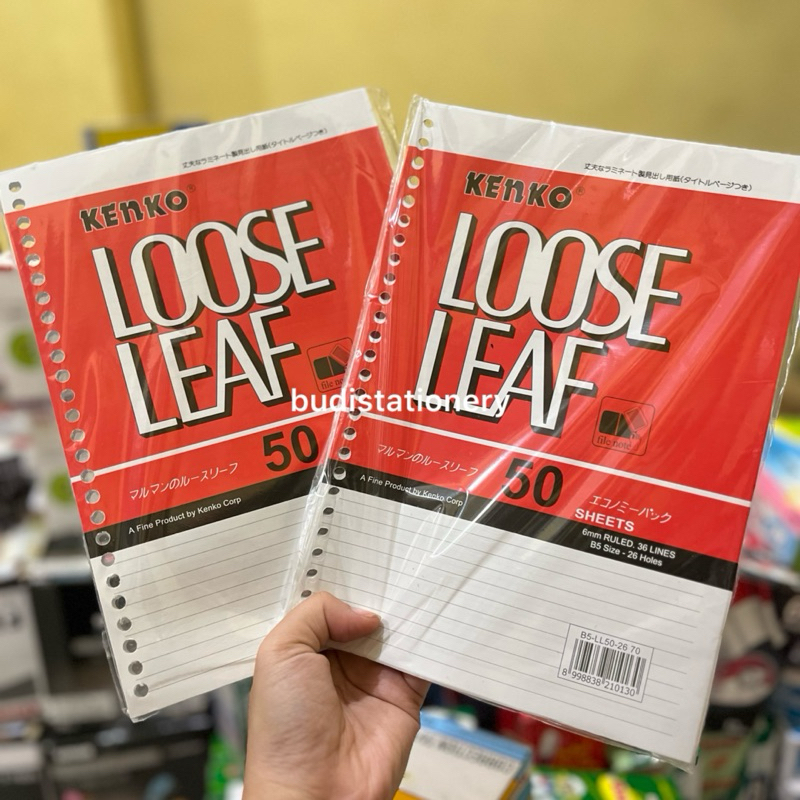 丈夫なラミネート製見出し用紙(タイトルページつき)
KENKO
LOOSE
LEAF
file note
50
マルマンのルースリーフ
A Fine Product by Kenko Corp
丈夫なラミネート製見出し用紙(タイトルページつき)
KENKO®
LOOSE
LEAF
file note
マルマンのルースリーフ
50
エコノミーパック
SHEETS
A Fine Product by Kenko Corp
6mm RULED, 36 LINES
B5 Size - 26 Holes
B5-LL50-26 70
8 998838 210130
budistationery